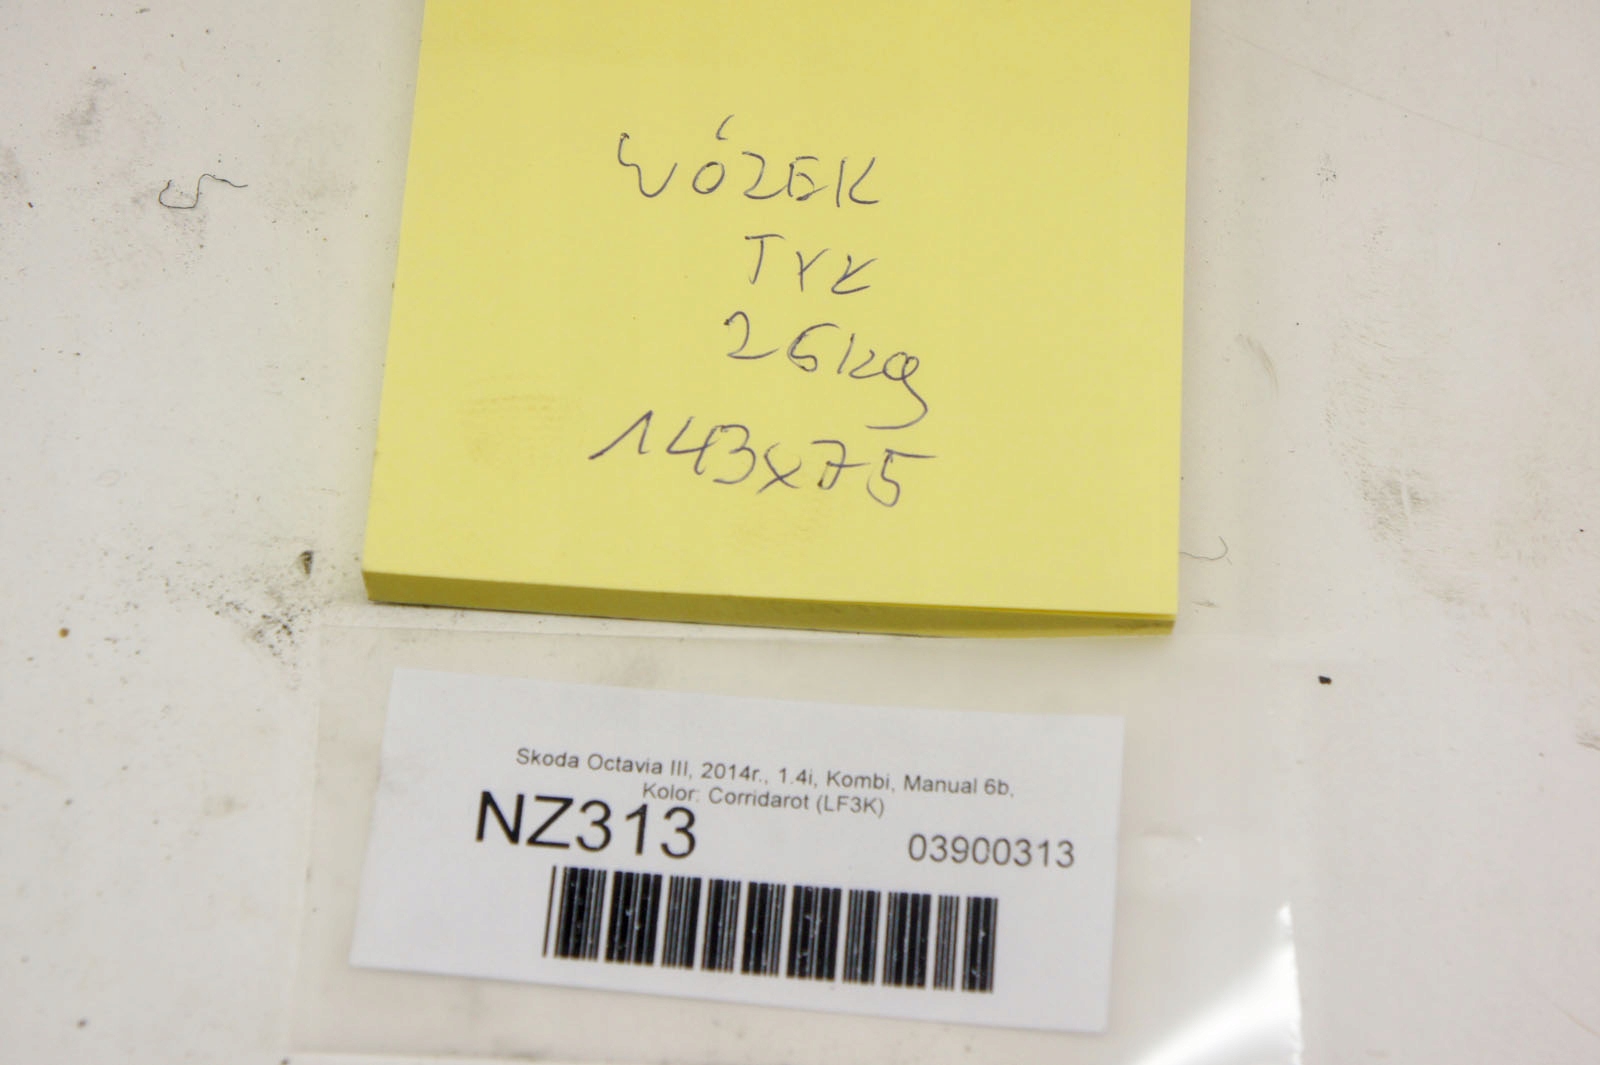 WÓZEK
TYŁ
26kg
143x75
Skoda Octavia III, 2014r., 1.4i, Kombi, Manual 6b,
Kolor: Corridarot (LF3K)
NZ313
03900313